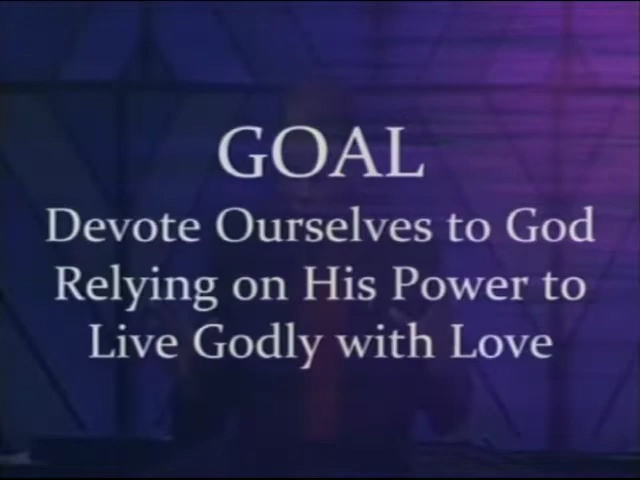 GOAL
Devote Ourselves to God
Relying on His Power to
Live Godly with Love